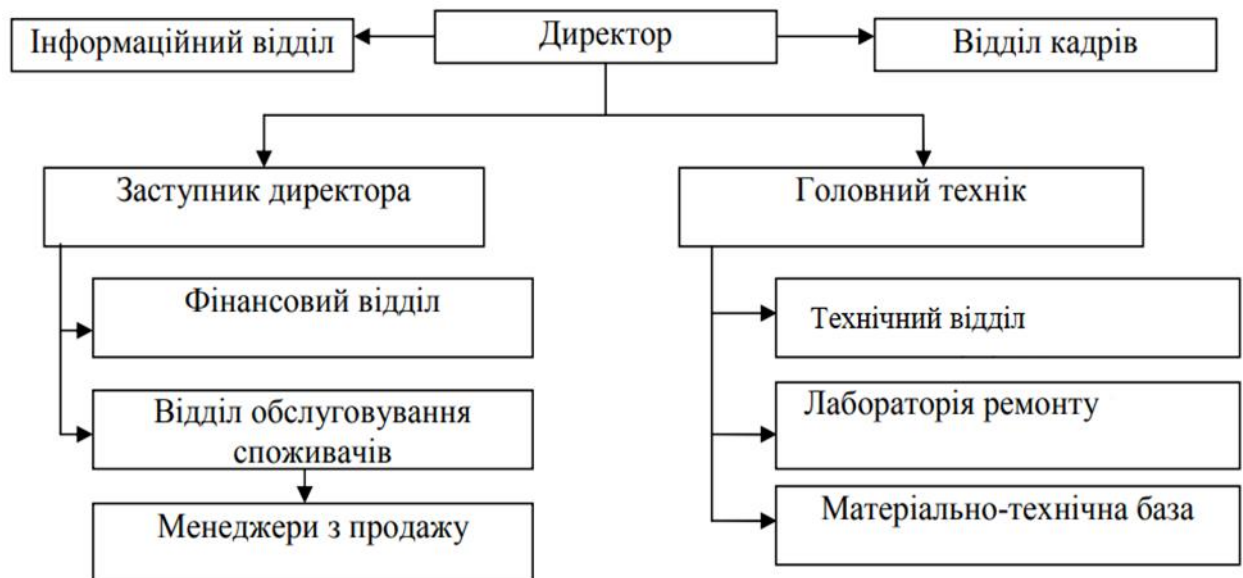 Інформаційний відділ
Директор
Відділ кадрів
Заступник директора
Головний технік
Фінансовий відділ
Технічний відділ
Відділ обслуговування
споживачів
Лабораторія ремонту
Менеджери з продажу
Матеріально-технічна база